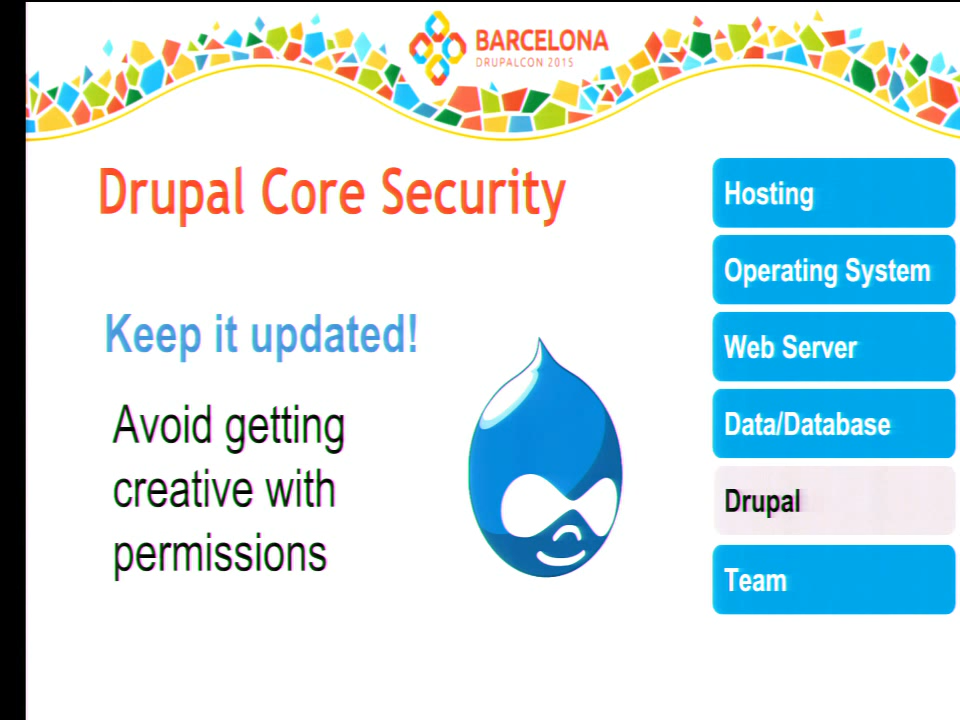 BARCELONA
DRUPALCON 2015
Drupal Core Security
Keep it updated!
Avoid getting
creative with
permissions
Hosting
Operating System
Web Server
Data/Database
Drupal
Team